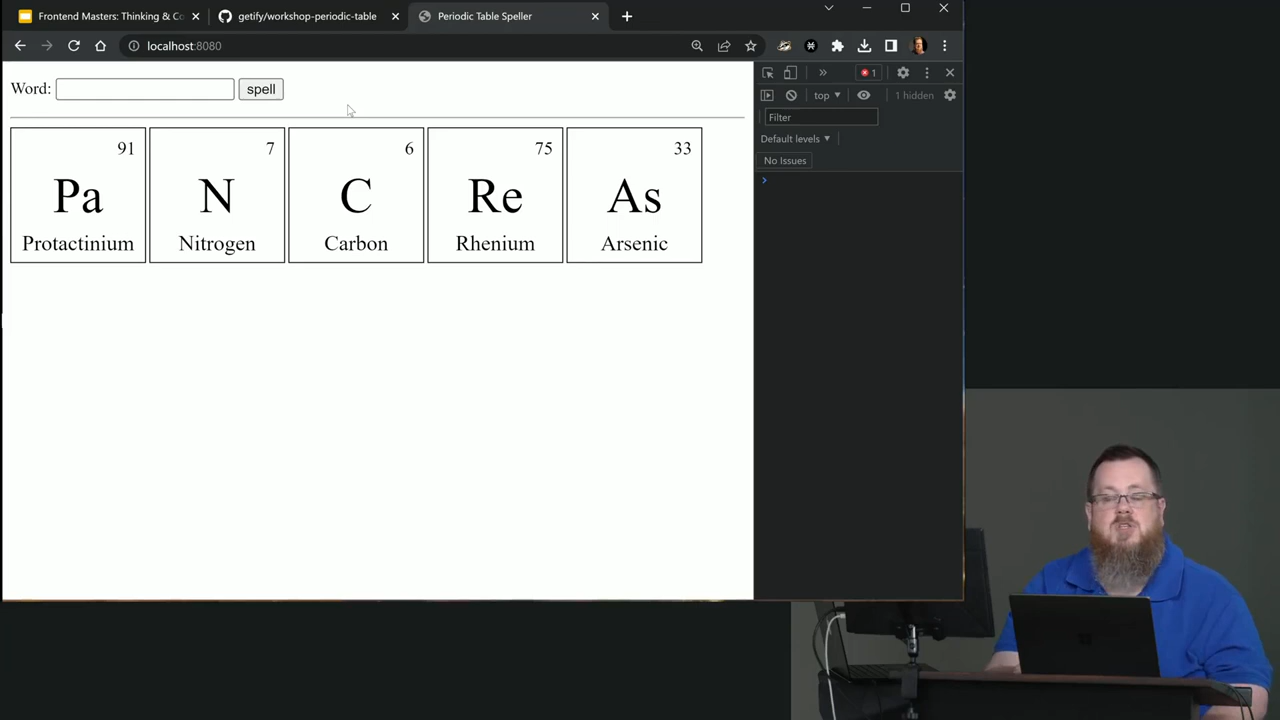 Frontend Masters: Thinking & Co
getify/workshop-periodic-table
Periodic Table Speller
localhost:8080
Word: spell
1
top
1 hidden
Filter
Default levels
No Issues
91 7 6 75 33
Pa N C Re As
Protactinium Nitrogen Carbon Rhenium Arsenic